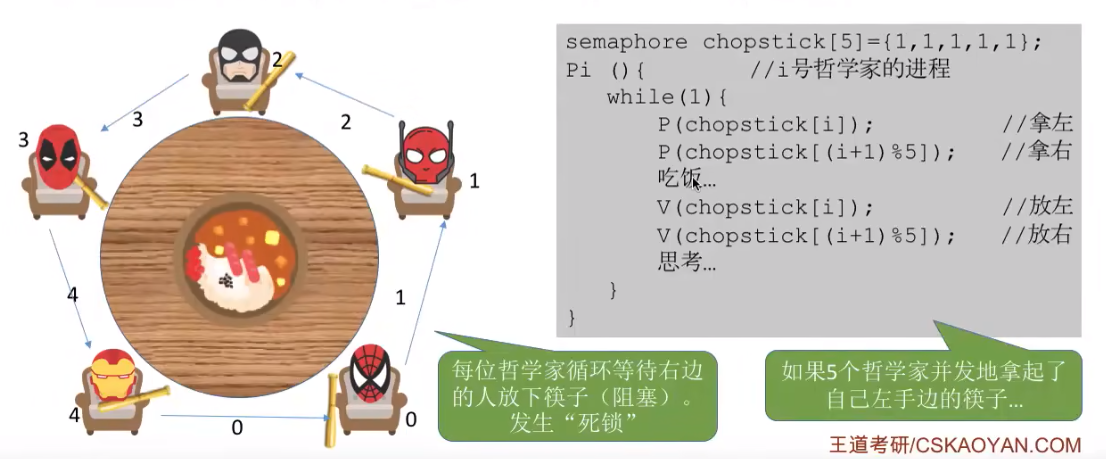 semaphore chopstick[5]={1,1,1,1,1};
Pi (){ //i号哲学家的进程
while(1){
P(chopstick[i]); //拿左
P(chopstick[(i+1)%5]); //拿右
吃饭…
V(chopstick[i]); //放左
V(chopstick[(i+1)%5]); //放右
思考…
}
}
2
3
2
3
1
4
1
4
0
0
每位哲学家循环等待右边
的人放下筷子（阻塞）。
发生“死锁”
如果5个哲学家并发地拿起了
自己左手边的筷子…
王道考研/CSKAOYAN.COM